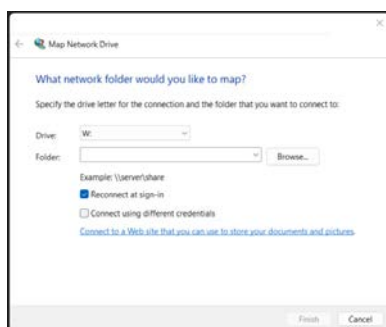 Map Network Drive
What network folder would you like to map?
Specify the drive letter for the connection and the folder that you want to connect to:
Drive: W:
Folder: Browse...
Example: \\server\share
Reconnect at sign-in
Connect using different credentials
Connect to a Web site that you can use to store your documents and pictures.
Finish Cancel